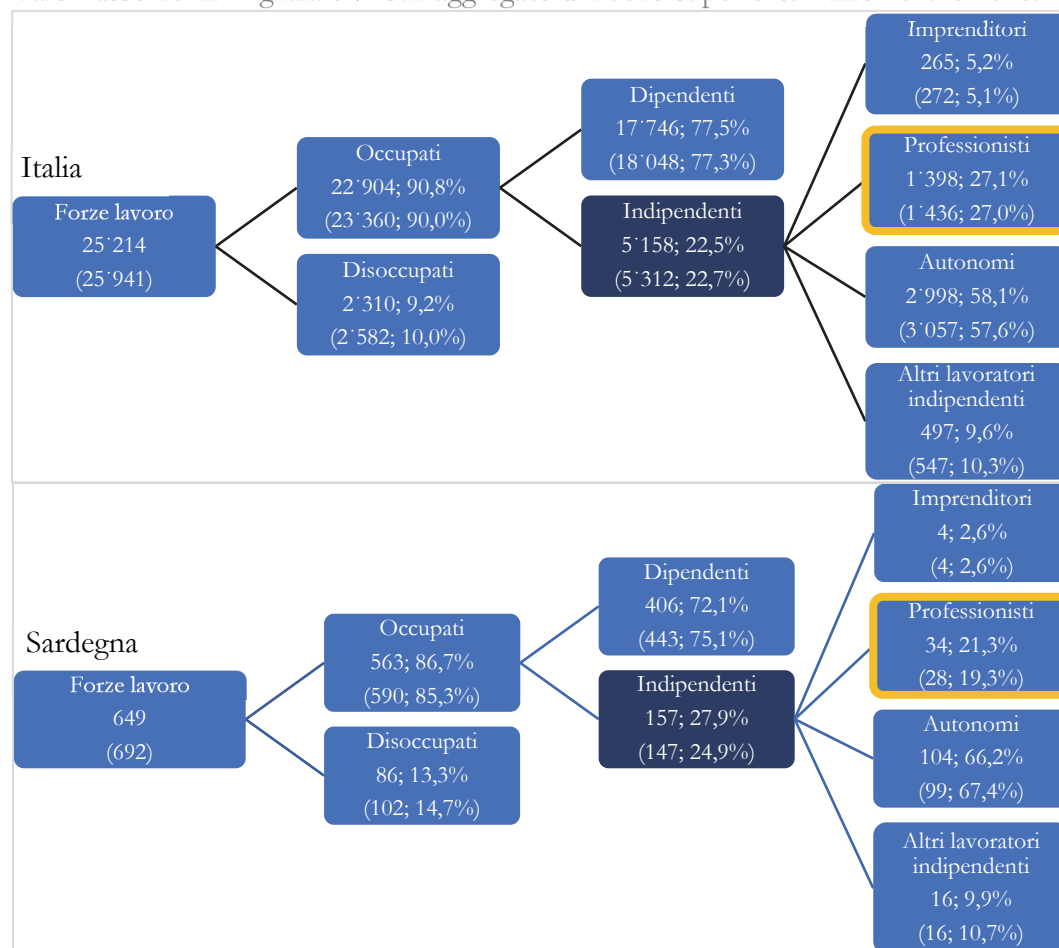 Italia
Forze lavoro
25˙214
(25˙941)
Occupati
22˙904; 90,8%
(23˙360; 90,0%)
Disoccupati
2˙310; 9,2%
(2˙582; 10,0%)
Dipendenti
17˙746; 77,5%
(18˙048; 77,3%)
Indipendenti
5˙158; 22,5%
(5˙312; 22,7%)
Imprenditori
265; 5,2%
(272; 5,1%)
Professionisti
1˙398; 27,1%
(1˙436; 27,0%)
Autonomi
2˙998; 58,1%
(3˙057; 57,6%)
Altri lavoratori
indipendenti
497; 9,6%
(547; 10,3%)
Sardegna
Forze lavoro
649
(692)
Occupati
563; 86,7%
(590; 85,3%)
Disoccupati
86; 13,3%
(102; 14,7%)
Dipendenti
406; 72,1%
(443; 75,1%)
Indipendenti
157; 27,9%
(147; 24,9%)
Imprenditori
4; 2,6%
(4; 2,6%)
Professionisti
34; 21,3%
(28; 19,3%)
Autonomi
104; 66,2%
(99; 67,4%)
Altri lavoratori
indipendenti
16; 9,9%
(16; 10,7%)